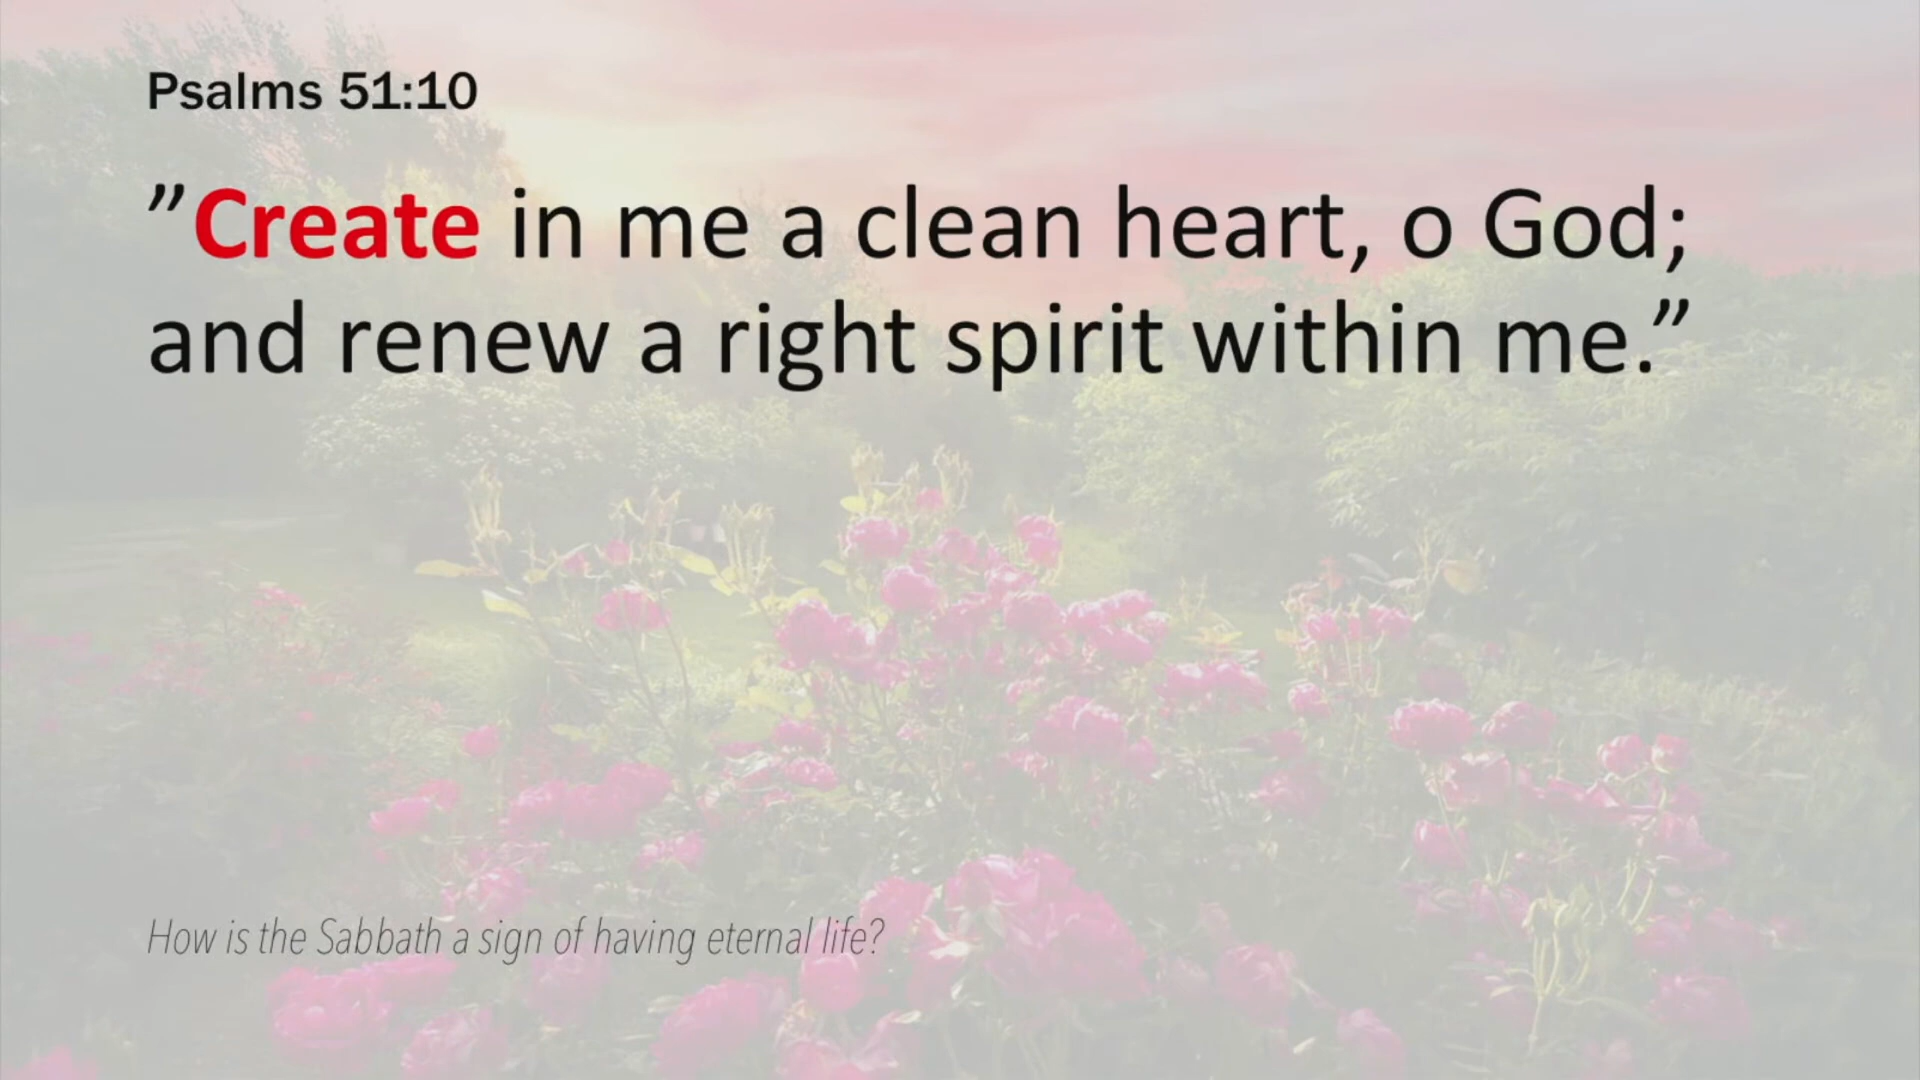 Psalms 51:10
”Create in me a clean heart, o God;
and renew a right spirit within me.”
How is the Sabbath a sign of having eternal life?